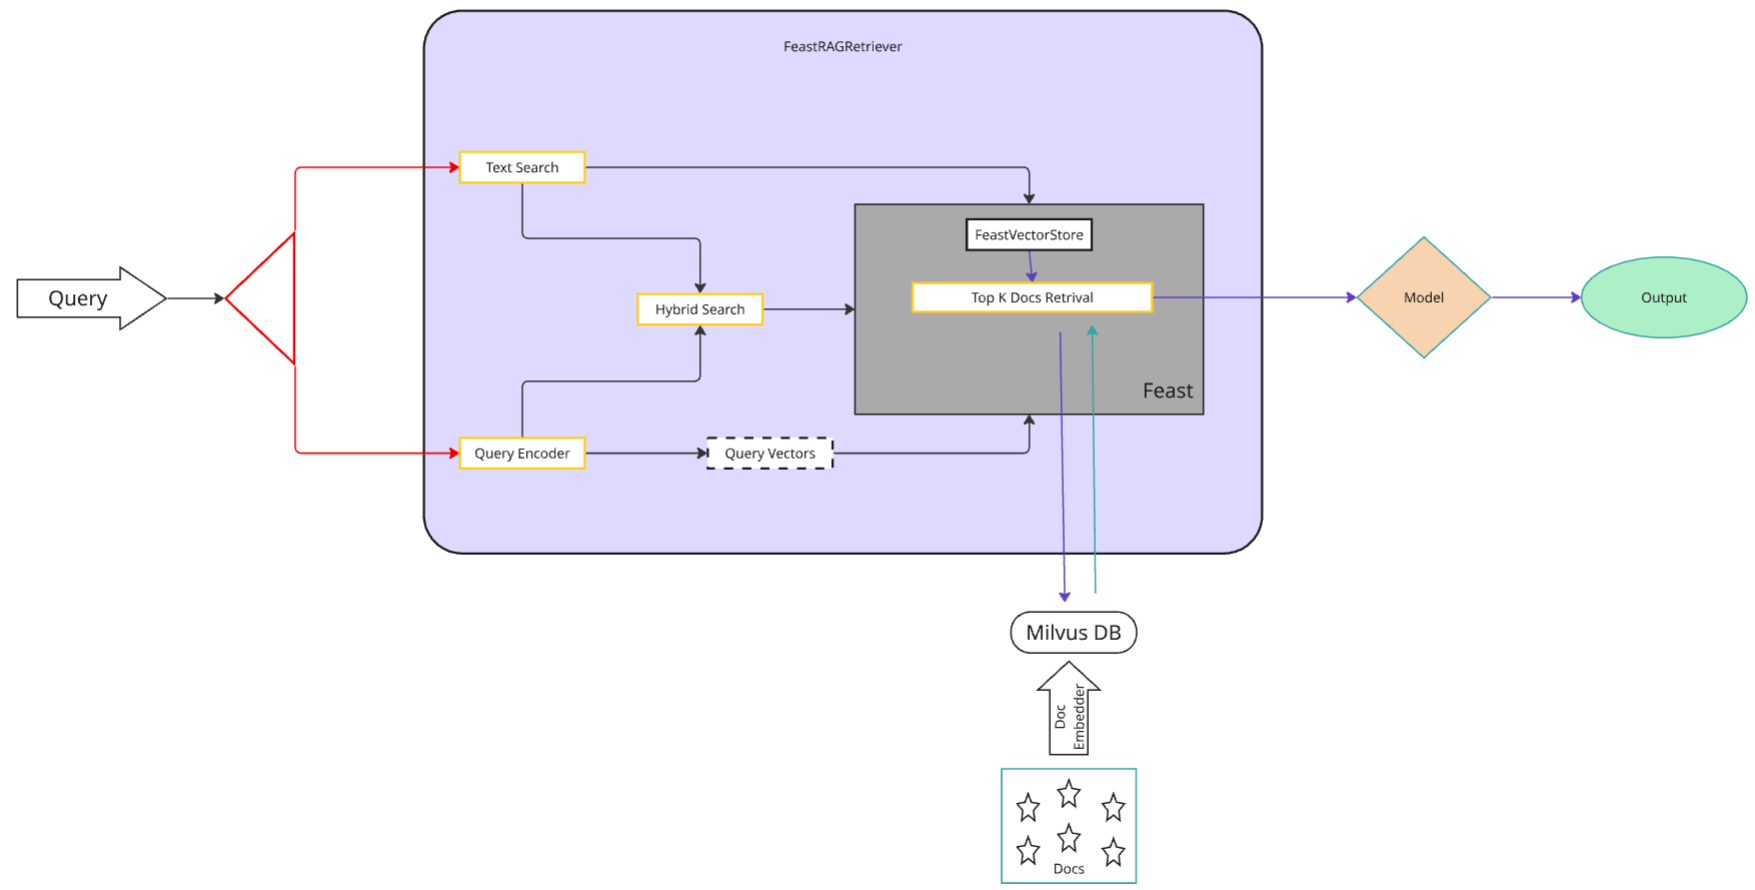 FeastRAGRetriever
Text Search
FeastVectorStore
Query
Hybrid Search
Top K Docs Retrival
Model
Output
Feast
Query Encoder
Query Vectors
Milvus DB
Doc
Embedder
Docs